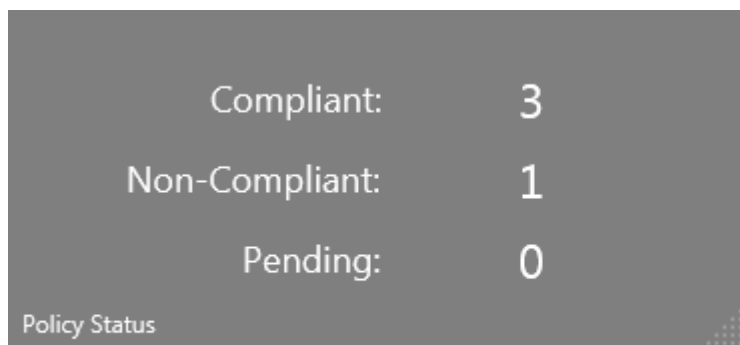 Compliant: 3
Non-Compliant: 1
Pending: 0
Policy Status